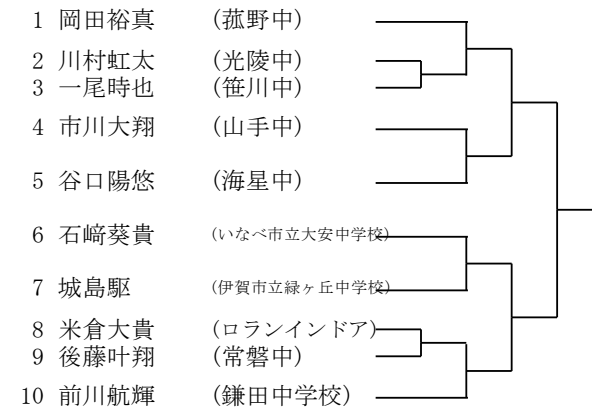 1 岡田裕真 (菰野中)
2 川村虹太 (光陵中)
3 一尾時也 (笹川中)
4 市川大翔 (山手中)
5 谷口陽悠 (海星中)
6 石﨑葵貴 (いなべ市立大安中学校)
7 城島駆 (伊賀市立緑ヶ丘中学校)
8 米倉大貴 (ロランインドア)
9 後藤叶翔 (常磐中)
10 前川航輝 (鎌田中学校)